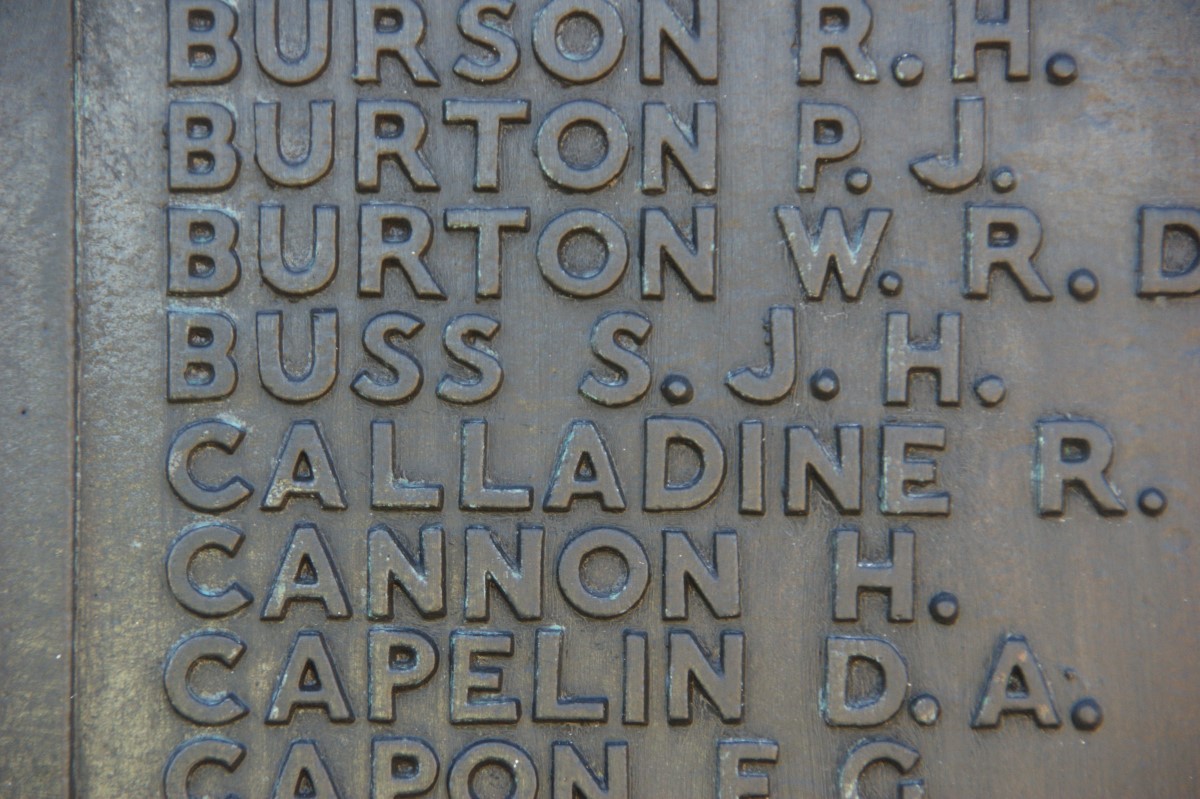 BURSON R.H.
BURTON P.J.
BURTON W.R.D
BUSS S.J.H.
CALLADINE R.
CANNON H.
CAPELIN D.A.
CAPON